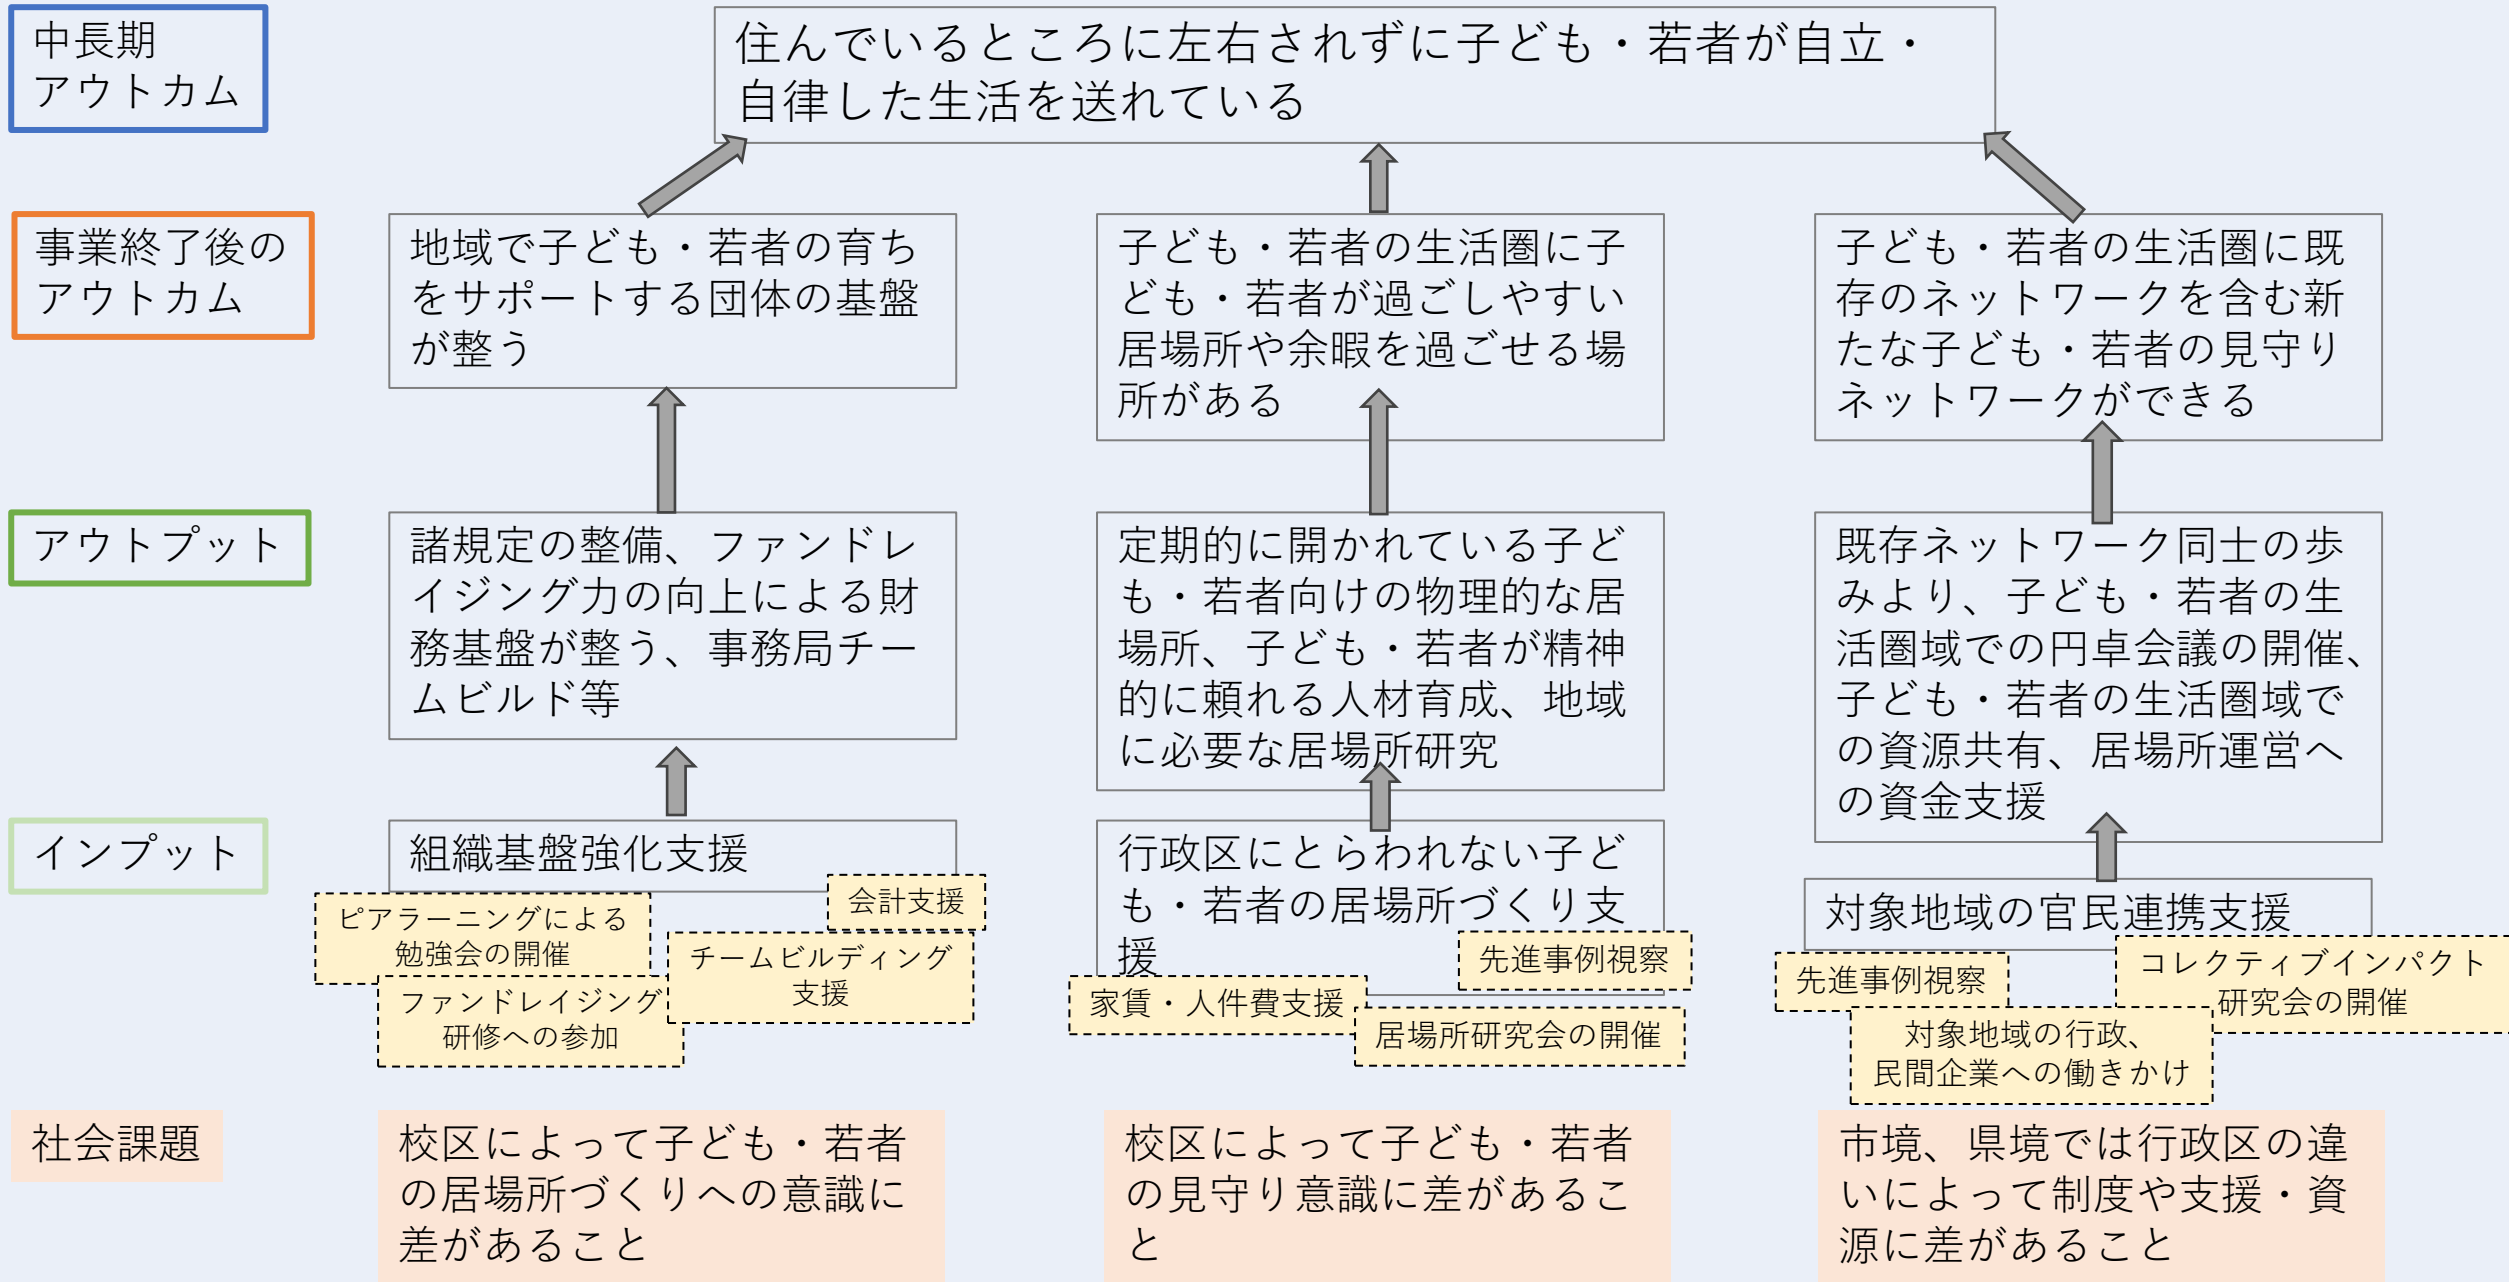 中長期
アウトカム
住んでいるところに左右されずに子ども・若者が自立・
自律した生活を送れている
事業終了後の
アウトカム
地域で子ども・若者の育ち
をサポートする団体の基盤
が整う
子ども・若者の生活圏に子
ども・若者が過ごしやすい
居場所や余暇を過ごせる場
所がある
子ども・若者の生活圏に既
存のネットワークを含む新
たな子ども・若者の見守り
ネットワークができる
アウトプット
諸規定の整備、ファンドレ
イジング力の向上による財
務基盤が整う、事務局チー
ムビルド等
定期的に開かれている子ど
も・若者向けの物理的な居
場所、子ども・若者が精神
的に頼れる人材育成、地域
に必要な居場所研究
既存ネットワーク同士の歩
みより、子ども・若者の生
活圏域での円卓会議の開催、
子ども・若者の生活圏域で
の資源共有、居場所運営へ
の資金支援
インプット
組織基盤強化支援
会計支援
ピアラーニングによる
勉強会の開催
チームビルディング
支援
ファンドレイジング
研修への参加
行政区にとらわれない子ど
も・若者の居場所づくり支
援
先進事例視察
家賃・人件費支援
居場所研究会の開催
対象地域の官民連携支援
先進事例視察
コレクティブインパクト
研究会の開催
対象地域の行政、
民間企業への働きかけ
社会課題
校区によって子ども・若者
の居場所づくりへの意識に
差があること
校区によって子ども・若者
の見守り意識に差があるこ
と
市境、県境では行政区の違
いによって制度や支援・資
源に差があること